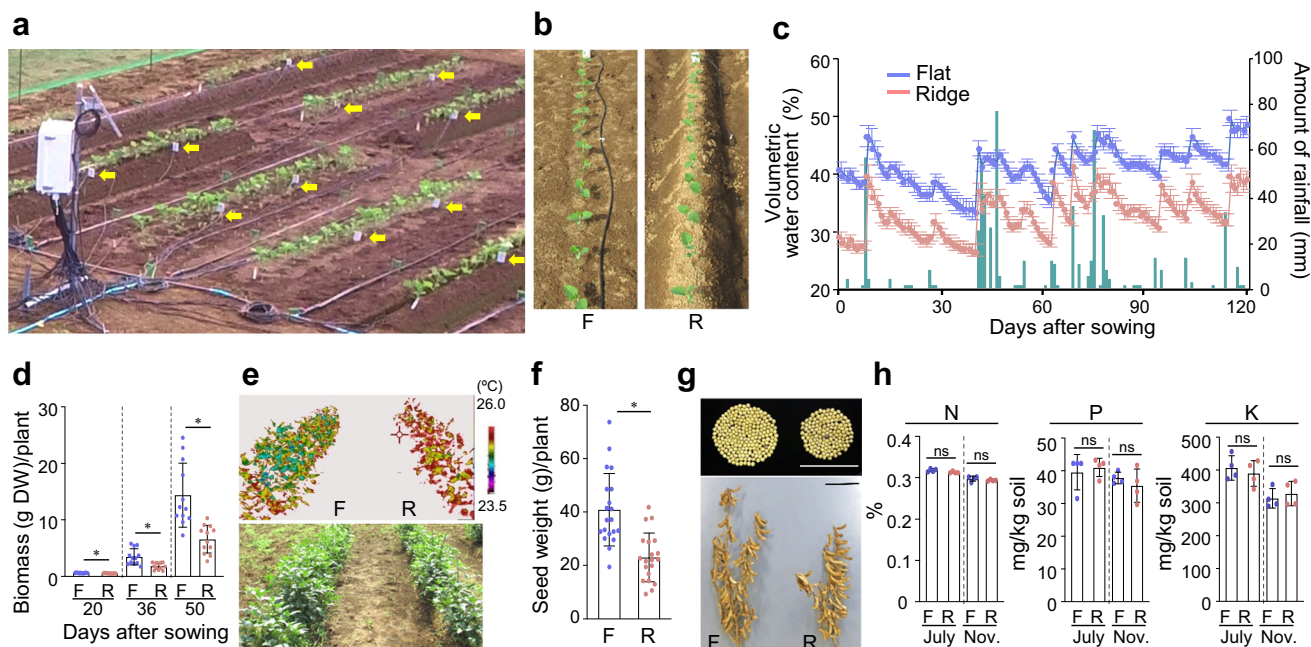 a
b
F
R
c
Flat
Ridge
Volumetric
water content (%)
60
50
40
30
20
0
30
60
90
120
Days after sowing
100
80
60
40
20
0
Amount of
rainfall (mm)
d
Biomass (g DW)/plant
30
20
10
0
*
*
*
F R F R F R
20 36 50
Days after sowing
e
(ºC)
26.0
23.5
F R
f
Seed weight (g)/plant
80
60
40
20
0
*
F R
g
F R
h
N
%
0.4
0.3
0.2
0.1
0
ns
ns
F R F R
July Nov.
P
mg/kg soil
50
40
30
20
10
0
ns
ns
F R F R
July Nov.
K
mg/kg soil
500
400
300
200
100
0
ns
ns
F R F R
July Nov.